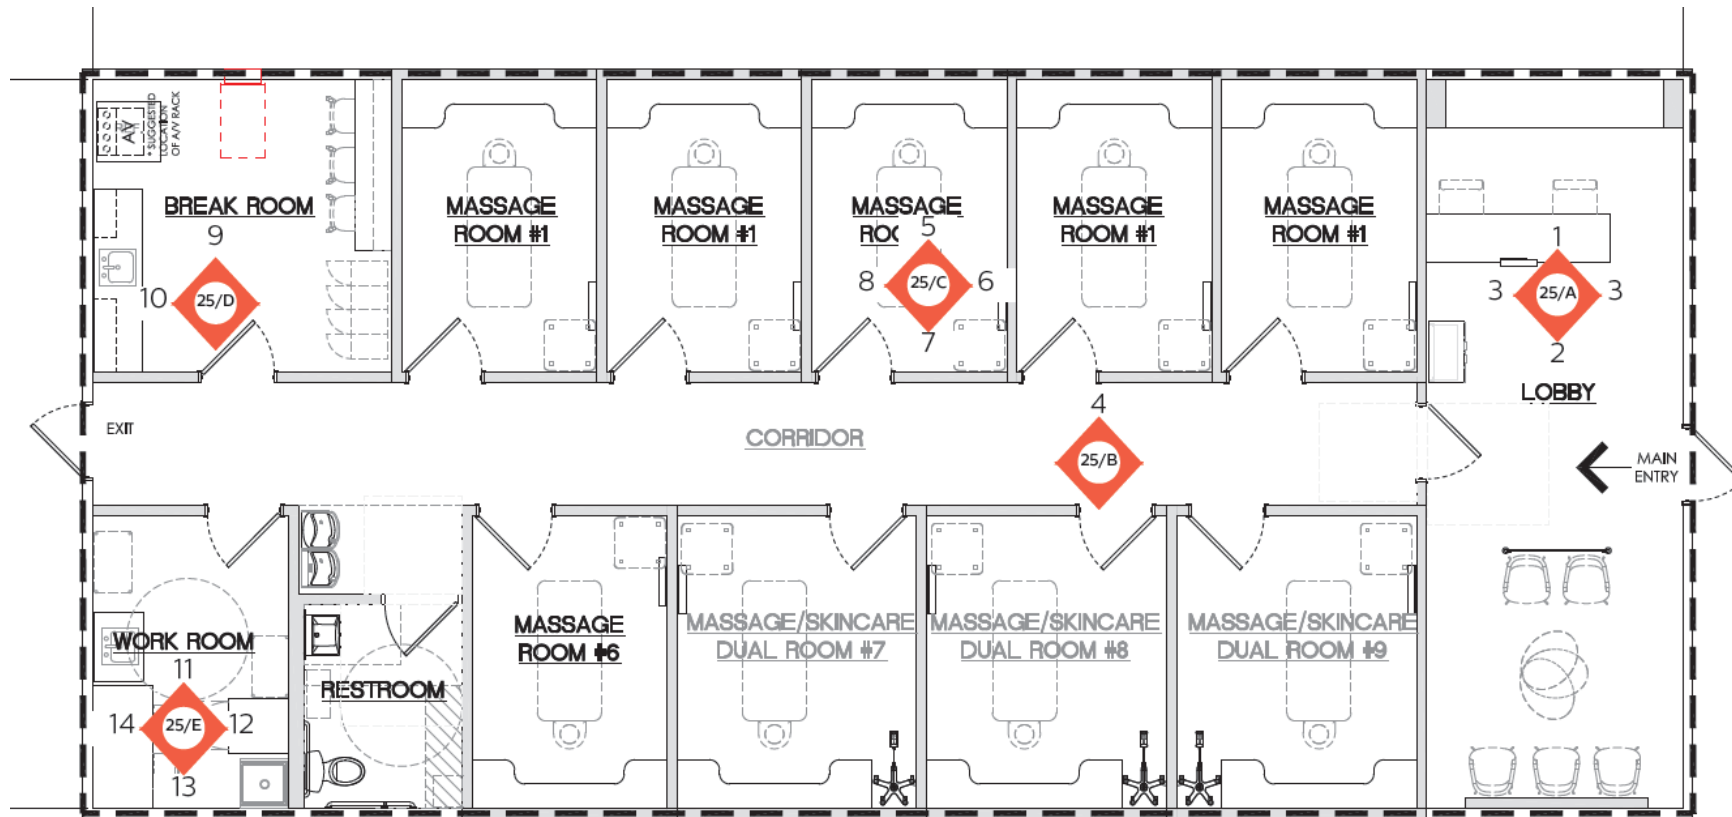 A/V
* SUGGESTED
LOCATION
OF A/V RACK
BREAK ROOM
9
10
25/D
MASSAGE
ROOM #1
MASSAGE
ROOM #1
MASSAGE
ROO
5
8
25/C
6
7
MASSAGE
ROOM #1
MASSAGE
ROOM #1
1
3
25/A
3
2
LOBBY
EXIT
CORRIDOR
4
25/B
MAIN
ENTRY
WORK ROOM
11
14
25/E
12
13
RESTROOM
MASSAGE
ROOM #6
MASSAGE/SKINCARE
DUAL ROOM #7
MASSAGE/SKINCARE
DUAL ROOM #8
MASSAGE/SKINCARE
DUAL ROOM #9